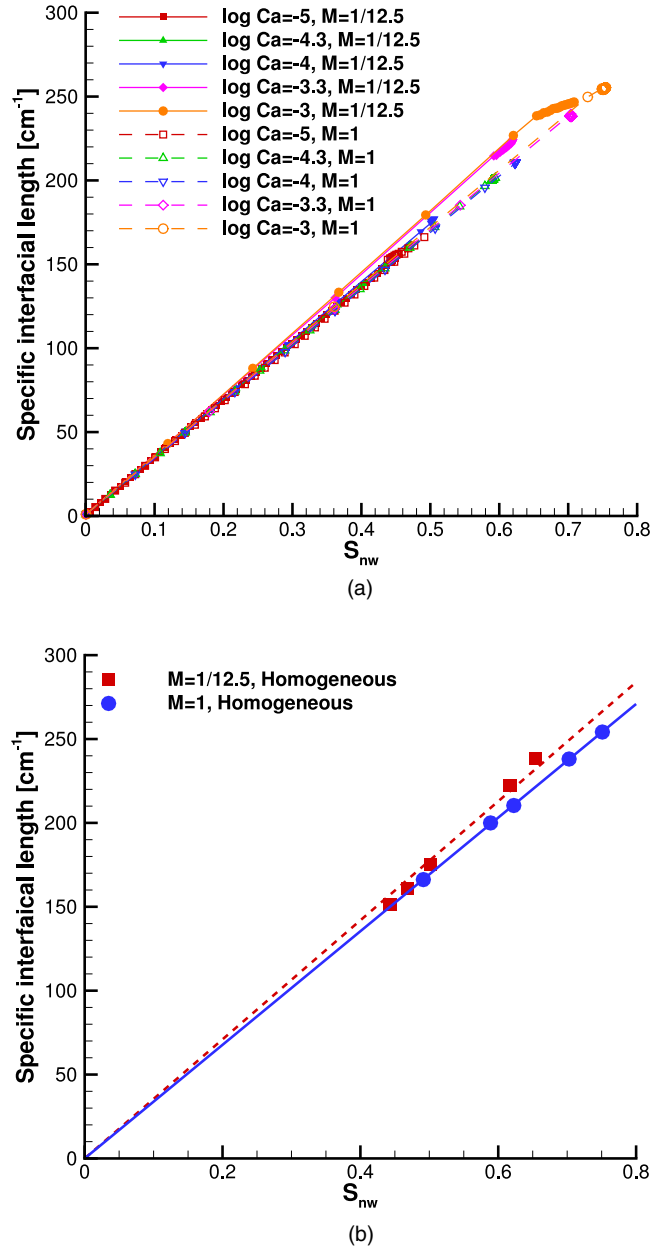 log Ca=-5, M=1/12.5
log Ca=-4.3, M=1/12.5
log Ca=-4, M=1/12.5
log Ca=-3.3, M=1/12.5
log Ca=-3, M=1/12.5
log Ca=-5, M=1
log Ca=-4.3, M=1
log Ca=-4, M=1
log Ca=-3.3, M=1
log Ca=-3, M=1
Specific interfacial length [cm⁻¹]
300
250
200
150
100
50
0
0 0.1 0.2 0.3 0.4 0.5 0.6 0.7 0.8
Snw
(a)
M=1/12.5, Homogeneous
M=1, Homogeneous
Specific interfaical length [cm⁻¹]
300
250
200
150
100
50
0
0 0.2 0.4 0.6 0.8
Snw
(b)